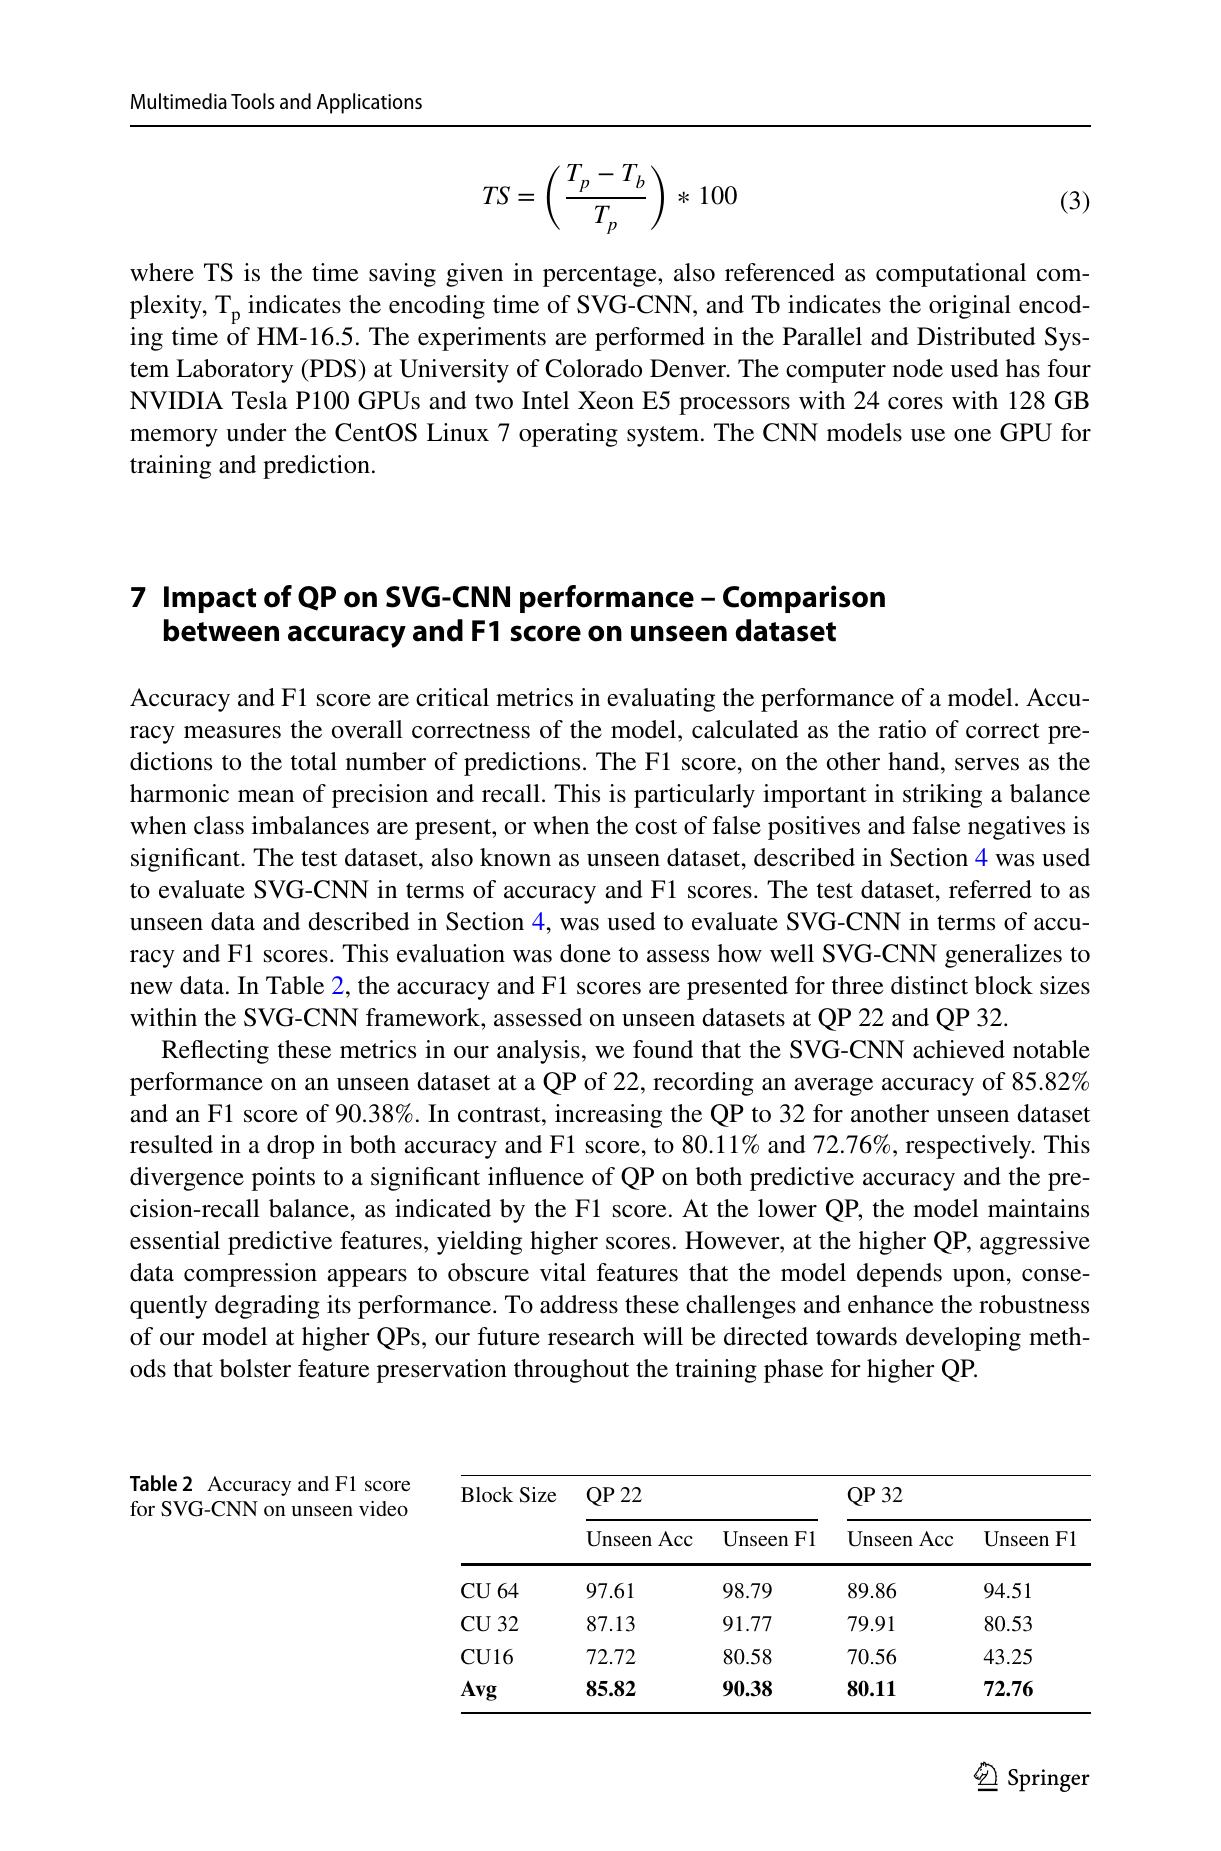 Multimedia Tools and Applications
TS = ( (T_p − T_b) / T_p ) ∗ 100 (3)
where TS is the time saving given in percentage, also referenced as computational com-
plexity, T_p indicates the encoding time of SVG-CNN, and Tb indicates the original encod-
ing time of HM-16.5. The experiments are performed in the Parallel and Distributed Sys-
tem Laboratory (PDS) at University of Colorado Denver. The computer node used has four
NVIDIA Tesla P100 GPUs and two Intel Xeon E5 processors with 24 cores with 128 GB
memory under the CentOS Linux 7 operating system. The CNN models use one GPU for
training and prediction.
7 Impact of QP on SVG-CNN performance – Comparison
between accuracy and F1 score on unseen dataset
Accuracy and F1 score are critical metrics in evaluating the performance of a model. Accu-
racy measures the overall correctness of the model, calculated as the ratio of correct pre-
dictions to the total number of predictions. The F1 score, on the other hand, serves as the
harmonic mean of precision and recall. This is particularly important in striking a balance
when class imbalances are present, or when the cost of false positives and false negatives is
significant. The test dataset, also known as unseen dataset, described in Section 4 was used
to evaluate SVG-CNN in terms of accuracy and F1 scores. The test dataset, referred to as
unseen data and described in Section 4, was used to evaluate SVG-CNN in terms of accu-
racy and F1 scores. This evaluation was done to assess how well SVG-CNN generalizes to
new data. In Table 2, the accuracy and F1 scores are presented for three distinct block sizes
within the SVG-CNN framework, assessed on unseen datasets at QP 22 and QP 32.
Reflecting these metrics in our analysis, we found that the SVG-CNN achieved notable
performance on an unseen dataset at a QP of 22, recording an average accuracy of 85.82%
and an F1 score of 90.38%. In contrast, increasing the QP to 32 for another unseen dataset
resulted in a drop in both accuracy and F1 score, to 80.11% and 72.76%, respectively. This
divergence points to a significant influence of QP on both predictive accuracy and the pre-
cision-recall balance, as indicated by the F1 score. At the lower QP, the model maintains
essential predictive features, yielding higher scores. However, at the higher QP, aggressive
data compression appears to obscure vital features that the model depends upon, conse-
quently degrading its performance. To address these challenges and enhance the robustness
of our model at higher QPs, our future research will be directed towards developing meth-
ods that bolster feature preservation throughout the training phase for higher QP.
Table 2 Accuracy and F1 score
for SVG-CNN on unseen video
Block Size QP 22 QP 32
Unseen Acc Unseen F1 Unseen Acc Unseen F1
CU 64 97.61 98.79 89.86 94.51
CU 32 87.13 91.77 79.91 80.53
CU16 72.72 80.58 70.56 43.25
Avg 85.82 90.38 80.11 72.76
Springer